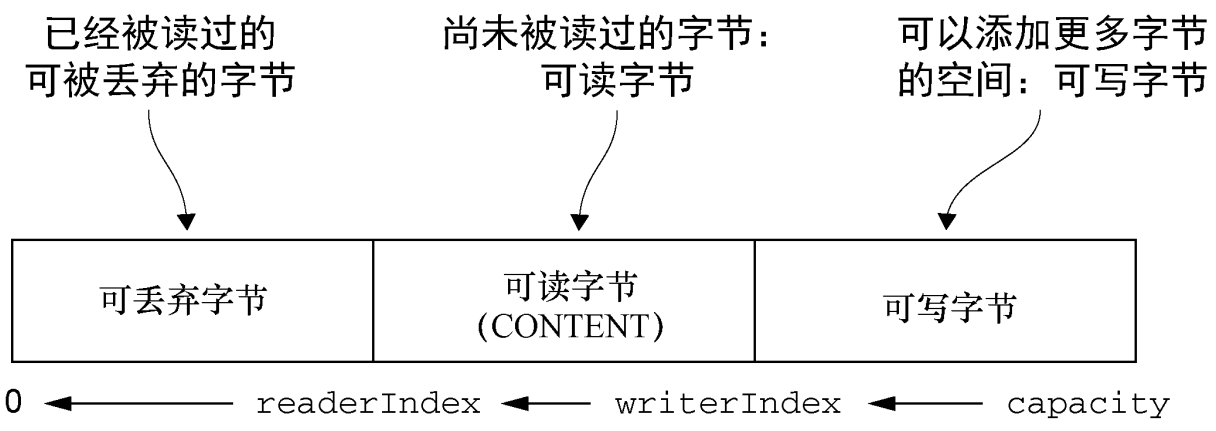 已经被读过的
可被丢弃的字节
尚未被读过的字节：
可读字节
可以添加更多字节
的空间：可写字节
可丢弃字节
可读字节
(CONTENT)
可写字节
0 readerIndex writerIndex capacity